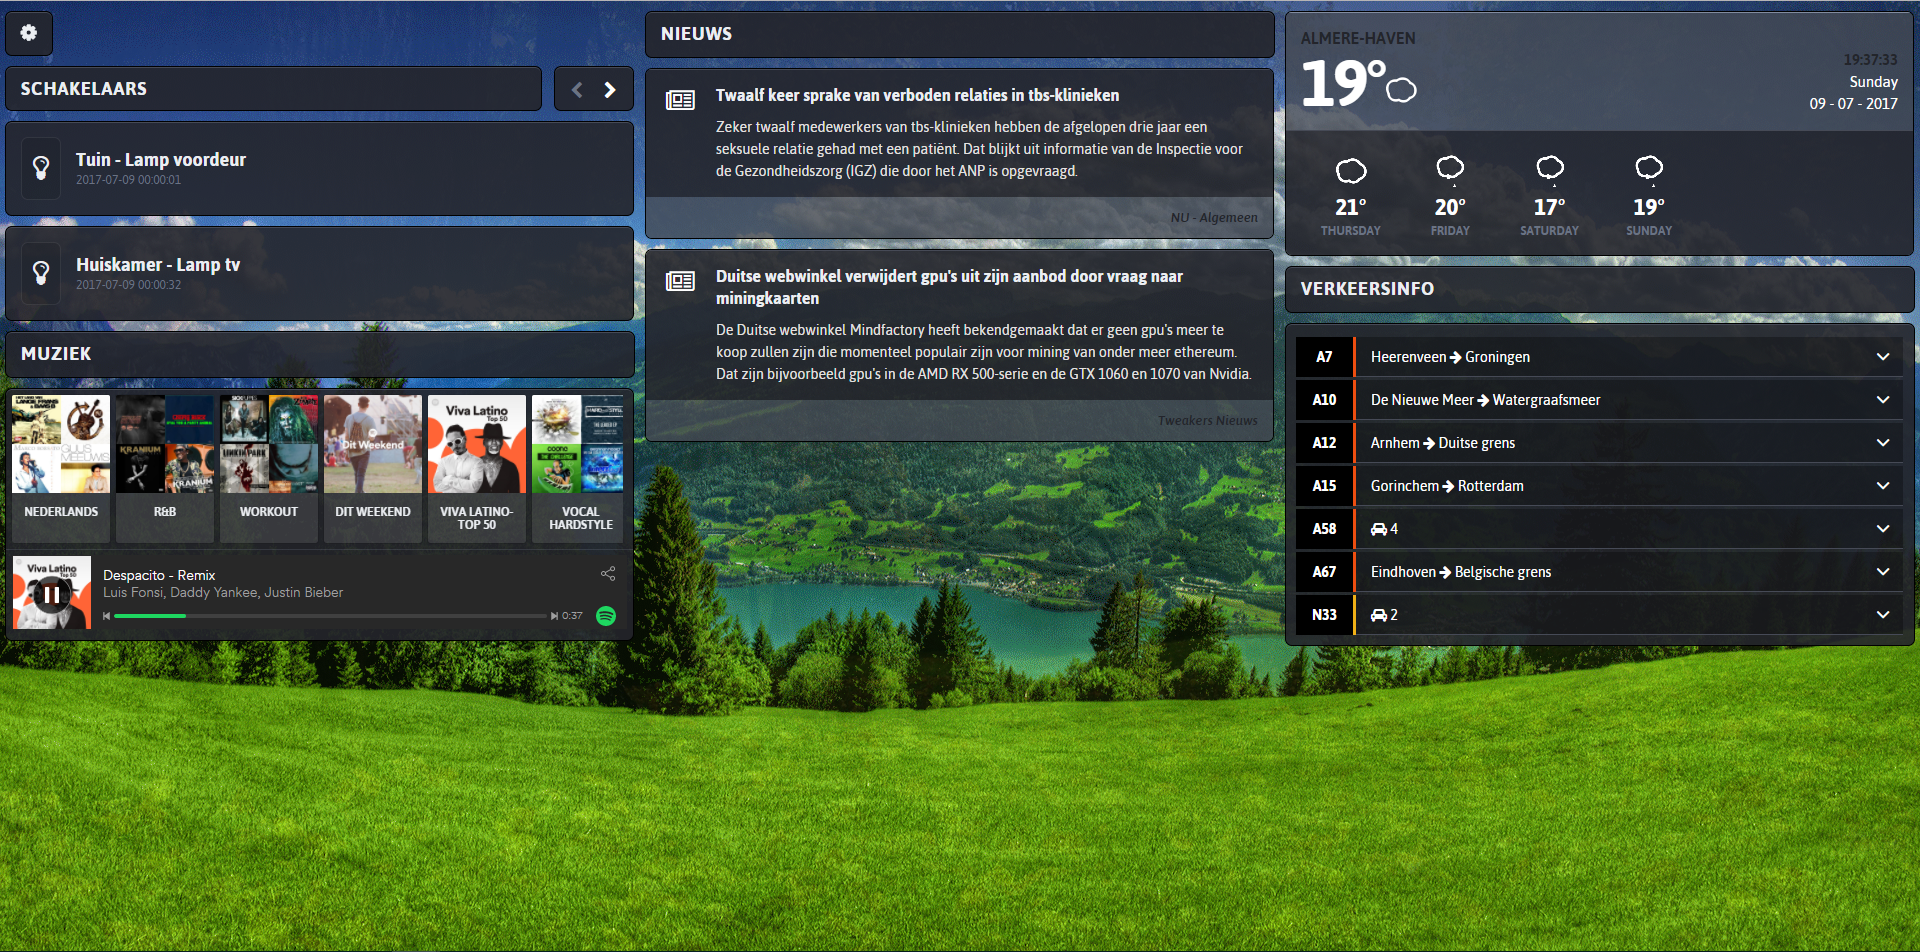 SCHAKELAARS
Tuin - Lamp voordeur
2017-07-09 00:00:01
Huiskamer - Lamp tv
2017-07-09 00:00:32
MUZIEK
Dit Weekend
Viva Latino
Top 50
KRANIUM
KRANIUM
LINKIN PARK
NEDERLANDS
R&B
WORKOUT
DIT WEEKEND
VIVA LATINO-
TOP 50
VOCAL
HARDSTYLE
Viva Latino
Top 50
Despacito - Remix
Luis Fonsi, Daddy Yankee, Justin Bieber
0:37
NIEUWS
Twaalf keer sprake van verboden relaties in tbs-klinieken
Zeker twaalf medewerkers van tbs-klinieken hebben de afgelopen drie jaar een
seksuele relatie gehad met een patiënt. Dat blijkt uit informatie van de Inspectie voor
de Gezondheidszorg (IGZ) die door het ANP is opgevraagd.
NU - Algemeen
Duitse webwinkel verwijdert gpu's uit zijn aanbod door vraag naar
miningkaarten
De Duitse webwinkel Mindfactory heeft bekendgemaakt dat er geen gpu's meer te
koop zullen zijn die momenteel populair zijn voor mining van onder meer ethereum.
Dat zijn bijvoorbeeld gpu's in de AMD RX 500-serie en de GTX 1060 en 1070 van Nvidia.
Tweakers Nieuws
ALMERE-HAVEN
19°
19:37:33
Sunday
09 - 07 - 2017
21° 20° 17° 19°
THURSDAY FRIDAY SATURDAY SUNDAY
VERKEERSINFO
A7 Heerenveen → Groningen
A10 De Nieuwe Meer → Watergraafsmeer
A12 Arnhem → Duitse grens
A15 Gorinchem → Rotterdam
A58 4
A67 Eindhoven → Belgische grens
N33 2